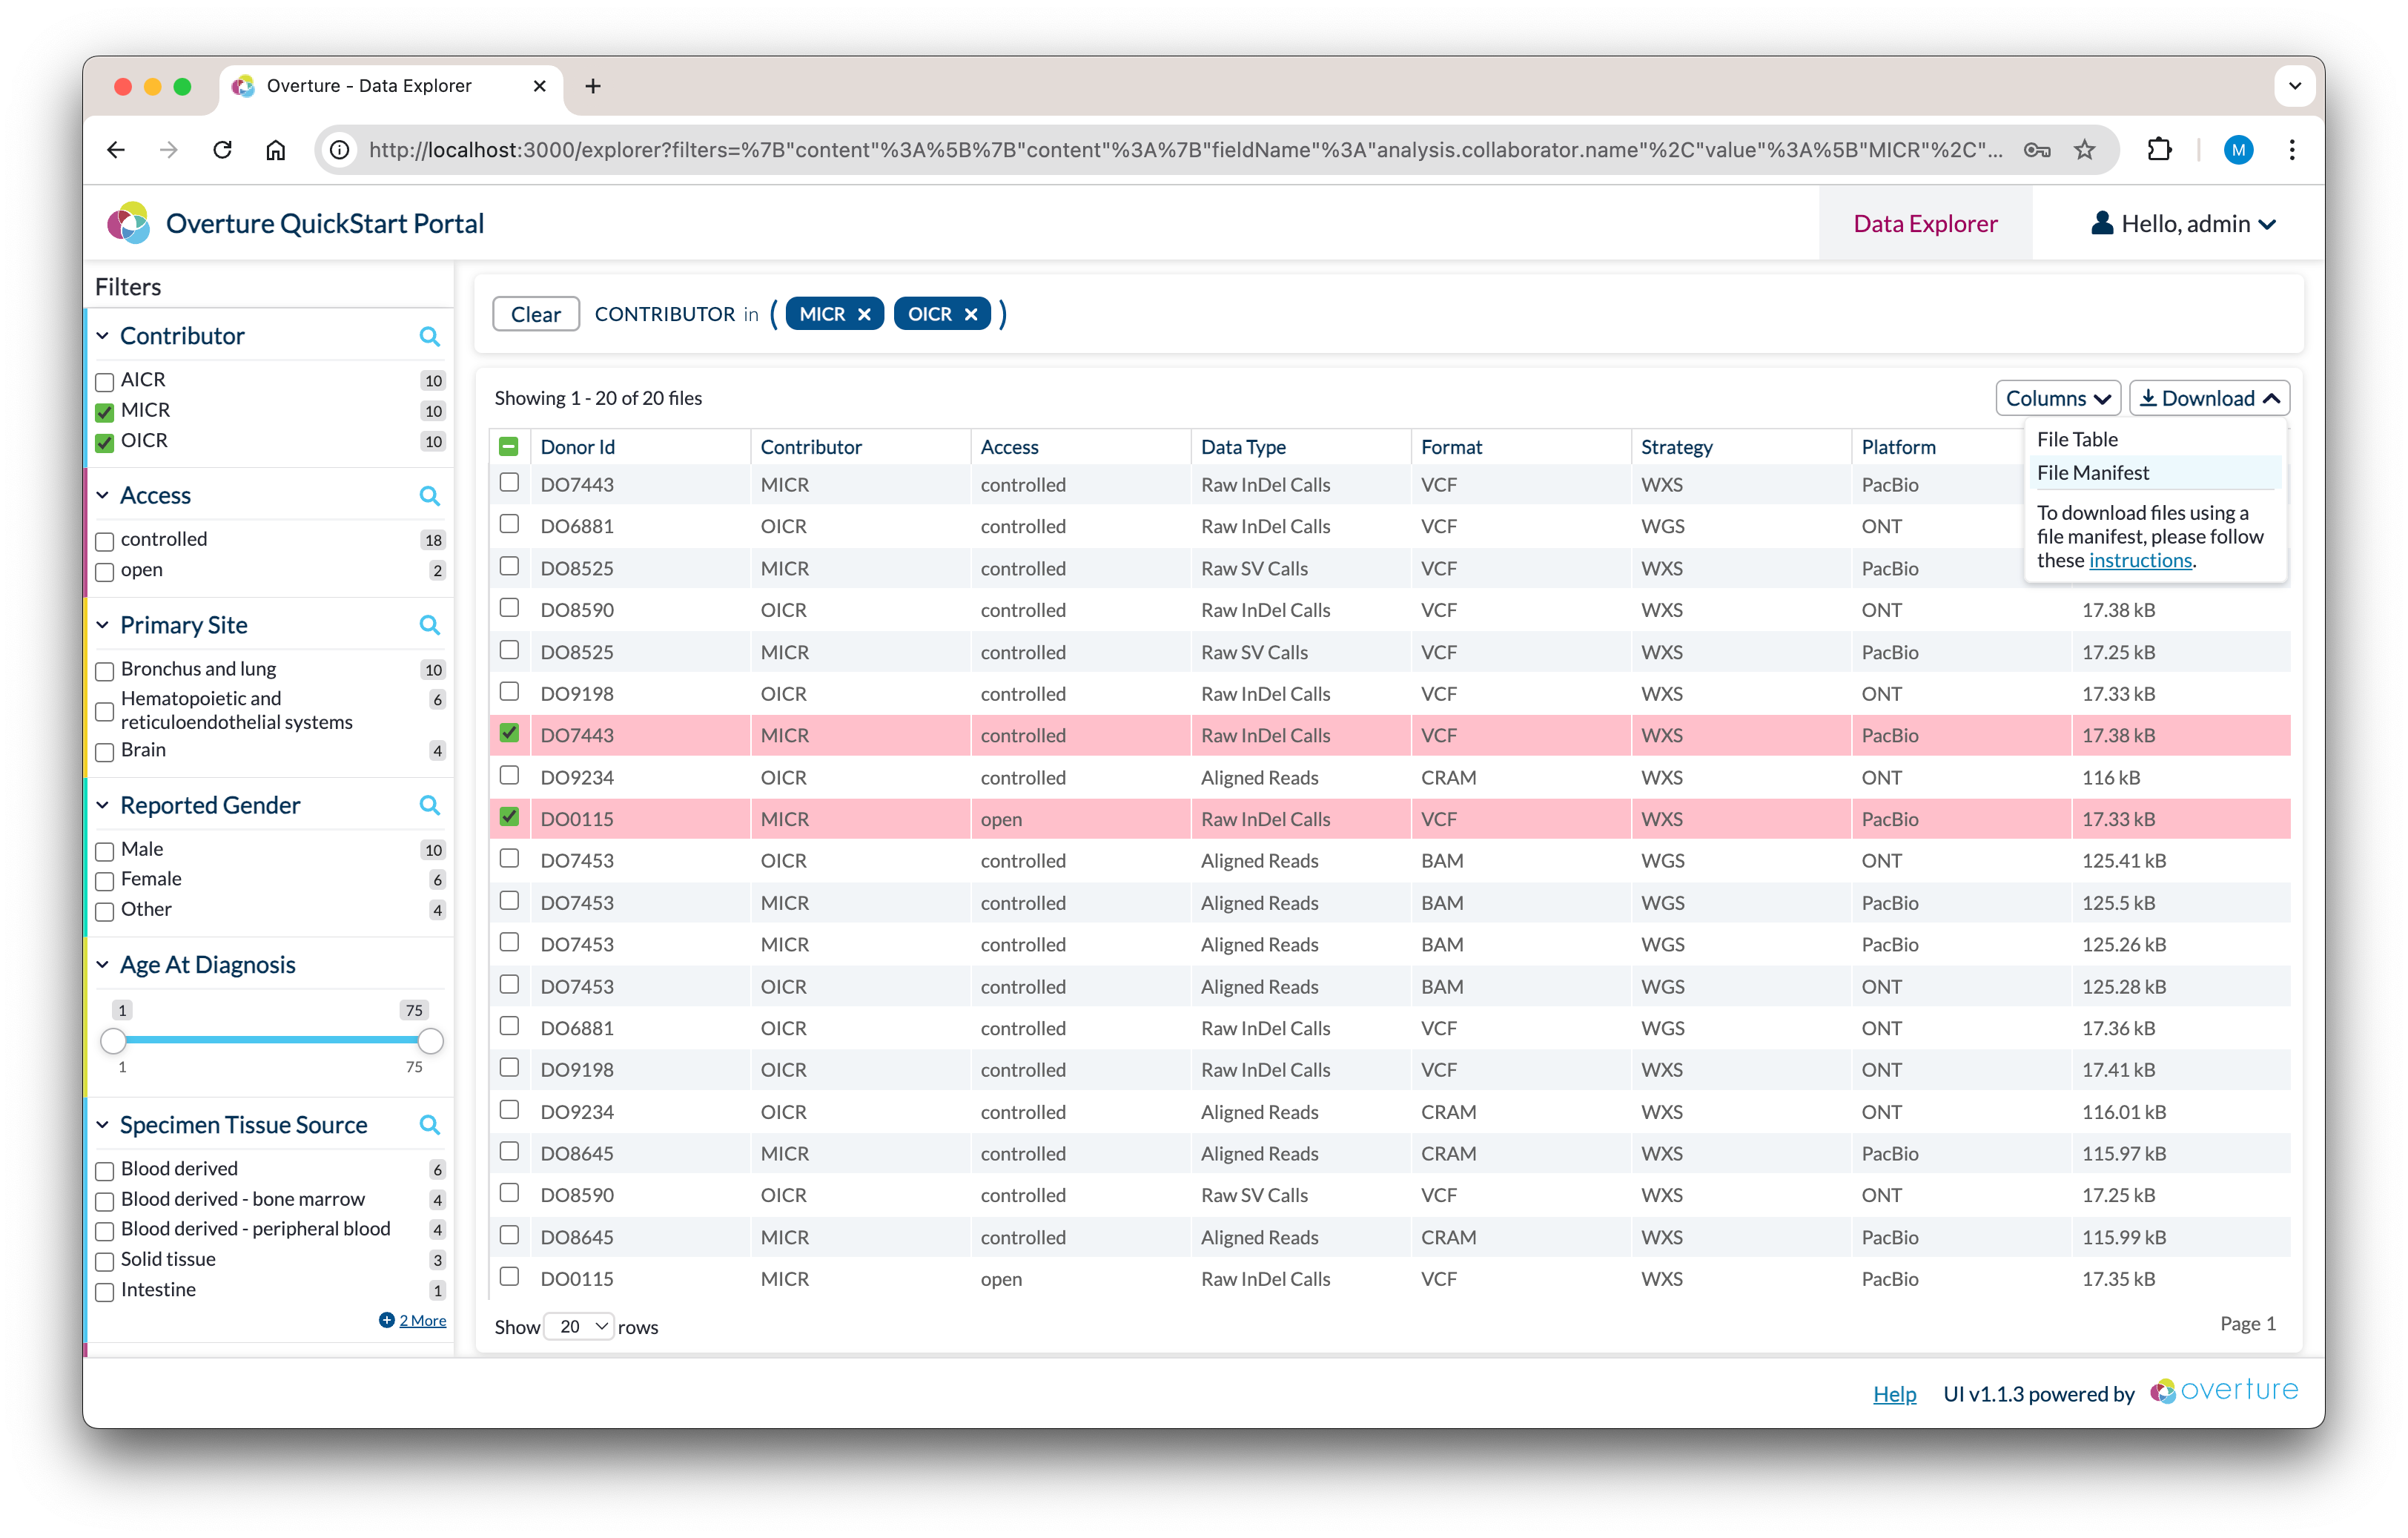 Overture - Data Explorer
http://localhost:3000/explorer?filters=%7B"content"%3A%5B%7B"content"%3A%7B"fieldName"%3A"analysis.collaborator.name"%2C"value"%3A%5B"MICR"%2C"...
M
Overture QuickStart Portal
Data Explorer
Hello, admin
Filters
Contributor
AICR 10
MICR 10
OICR 10
Access
controlled 18
open 2
Primary Site
Bronchus and lung 10
Hematopoietic and 6
reticuloendothelial systems
Brain 4
Reported Gender
Male 10
Female 6
Other 4
Age At Diagnosis
1 75
1 75
Specimen Tissue Source
Blood derived 6
Blood derived - bone marrow 4
Blood derived - peripheral blood 4
Solid tissue 3
Intestine 1
2 More
Clear CONTRIBUTOR in ( MICR OICR )
Showing 1 - 20 of 20 files
Columns Download
File Table
File Manifest
To download files using a
file manifest, please follow
these instructions.
Donor Id Contributor Access Data Type Format Strategy Platform
DO7443 MICR controlled Raw InDel Calls VCF WXS PacBio
DO6881 OICR controlled Raw InDel Calls VCF WGS ONT
DO8525 MICR controlled Raw SV Calls VCF WXS PacBio
DO8590 OICR controlled Raw InDel Calls VCF WXS ONT 17.38 kB
DO8525 MICR controlled Raw SV Calls VCF WXS PacBio 17.25 kB
DO9198 OICR controlled Raw InDel Calls VCF WXS ONT 17.33 kB
DO7443 MICR controlled Raw InDel Calls VCF WXS PacBio 17.38 kB
DO9234 OICR controlled Aligned Reads CRAM WXS ONT 116 kB
DO0115 MICR open Raw InDel Calls VCF WXS PacBio 17.33 kB
DO7453 OICR controlled Aligned Reads BAM WGS ONT 125.41 kB
DO7453 MICR controlled Aligned Reads BAM WGS PacBio 125.5 kB
DO7453 MICR controlled Aligned Reads BAM WGS PacBio 125.26 kB
DO7453 OICR controlled Aligned Reads BAM WGS ONT 125.28 kB
DO6881 OICR controlled Raw InDel Calls VCF WGS ONT 17.36 kB
DO9198 OICR controlled Raw InDel Calls VCF WXS ONT 17.41 kB
DO9234 OICR controlled Aligned Reads CRAM WXS ONT 116.01 kB
DO8645 MICR controlled Aligned Reads CRAM WXS PacBio 115.97 kB
DO8590 OICR controlled Raw SV Calls VCF WXS ONT 17.25 kB
DO8645 MICR controlled Aligned Reads CRAM WXS PacBio 115.99 kB
DO0115 MICR open Raw InDel Calls VCF WXS PacBio 17.35 kB
Show 20 rows
Page 1
Help UI v1.1.3 powered by overture